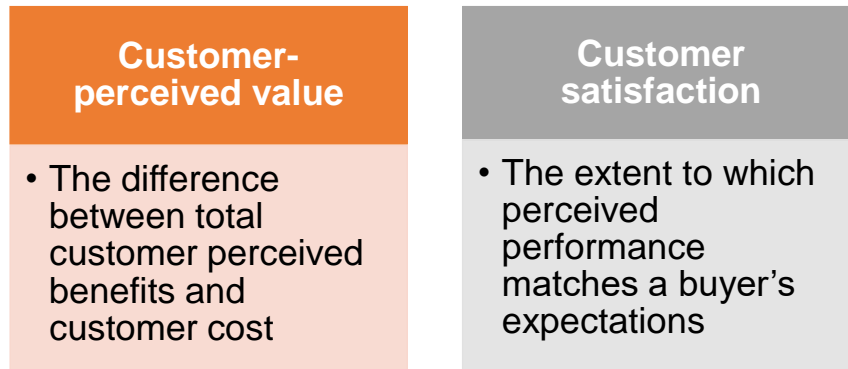 Customer-
perceived value
• The difference
between total
customer perceived
benefits and
customer cost
Customer
satisfaction
• The extent to which
perceived
performance
matches a buyer’s
expectations